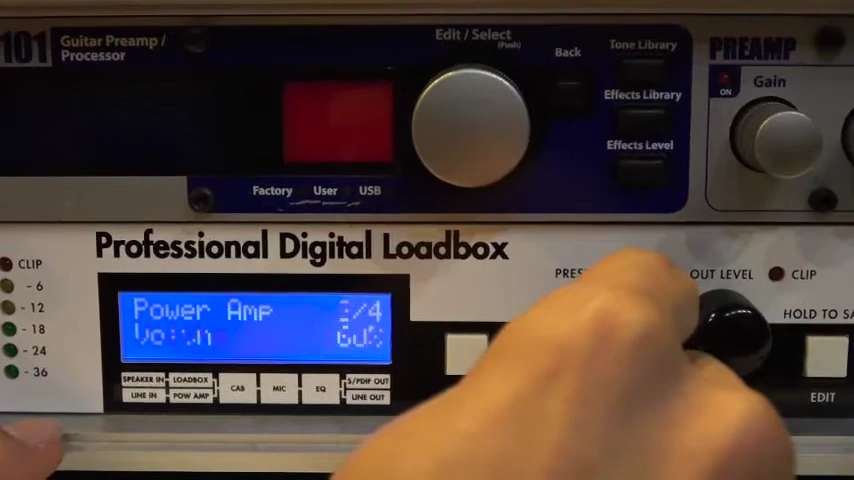 101
Guitar Preamp /
Processor
Edit / Select
(Push)
Back
Tone Library
Effects Library
Effects Level
PREAMP
ON
Gain
Factory
User
USB
Professional Digital Loadbox
CLIP
- 6
- 12
- 18
- 24
- 36
Power Amp /4
SPEAKER IN
LINE IN
LOADBOX
POW AMP
CAB
MIC
EQ
S/PDIF OUT
LINE OUT
OUT LEVEL
CLIP
HOLD TO
EDIT